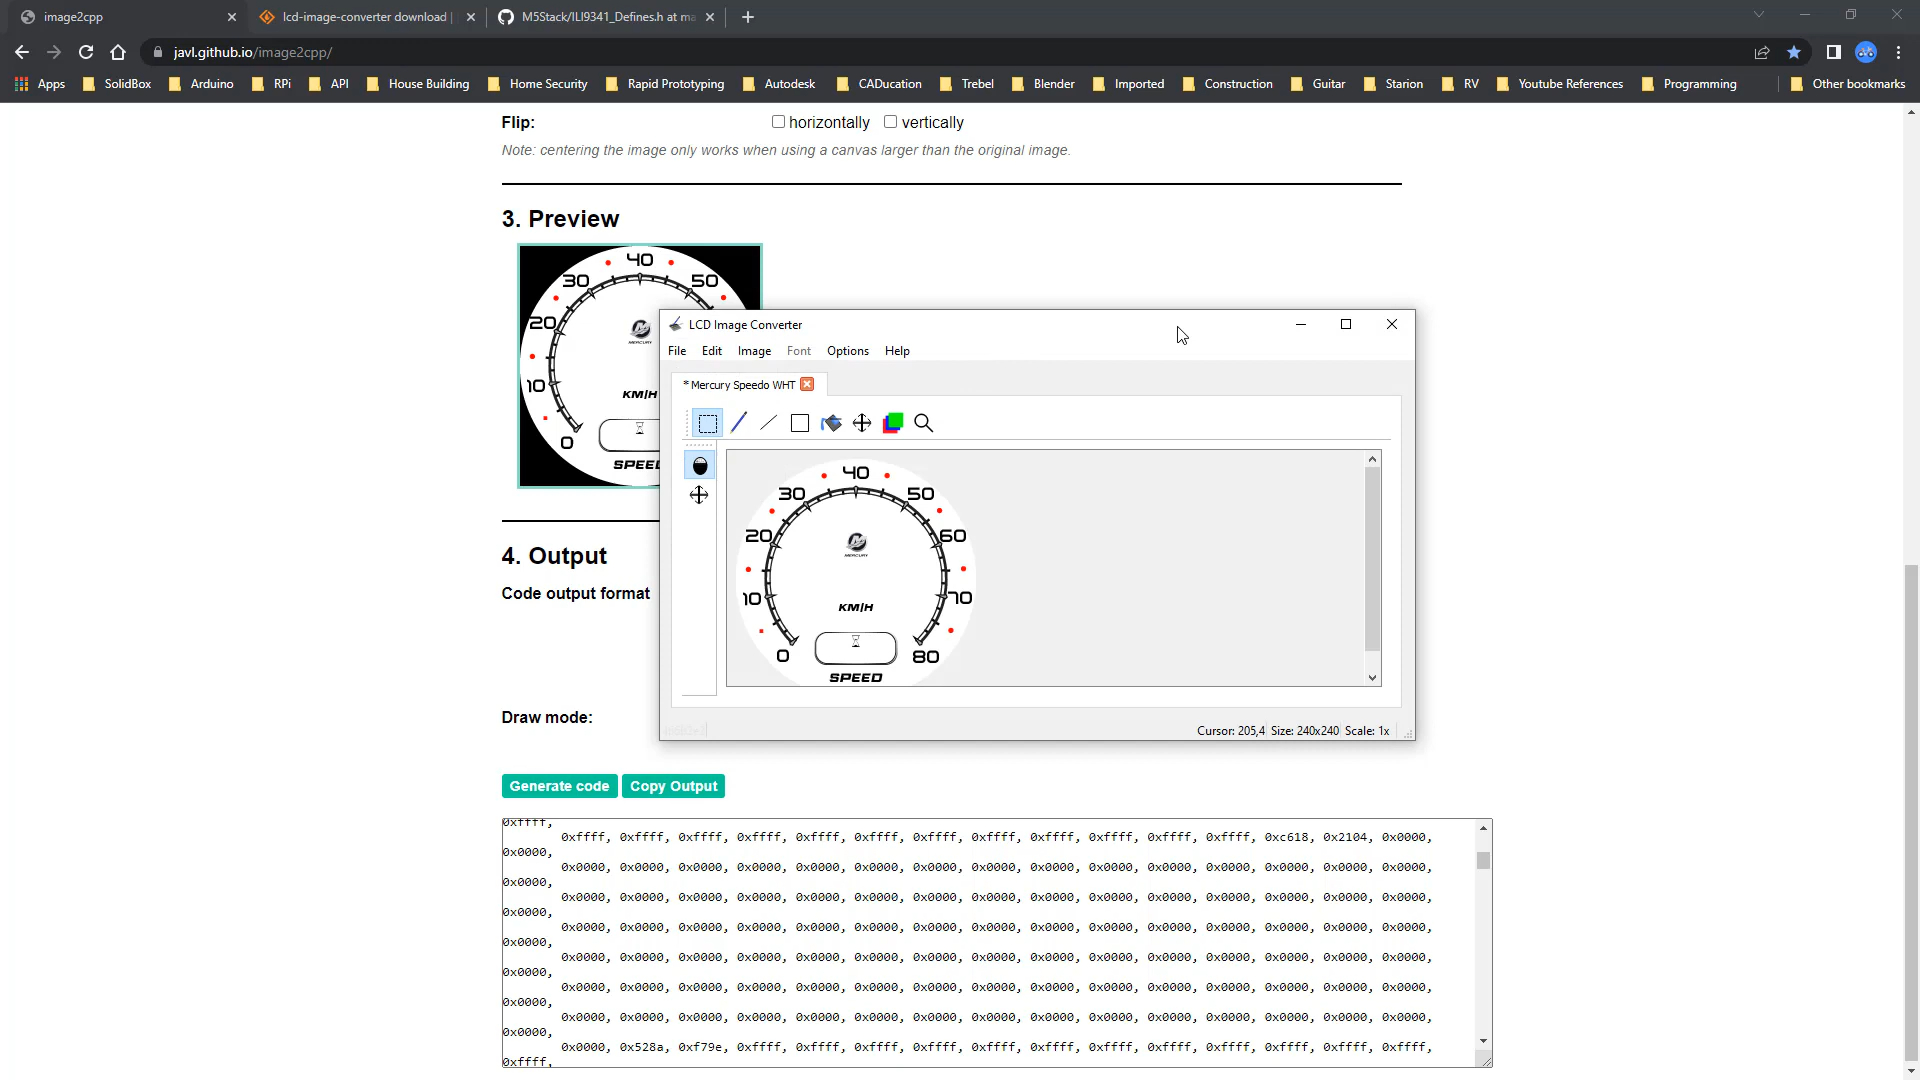 image2cpp
lcd-image-converter download |
M5Stack/ILI9341_Defines.h at ma
javl.github.io/image2cpp/
Apps SolidBox Arduino RPi API House Building Home Security Rapid Prototyping Autodesk CADucation Trebel Blender Imported Construction Guitar Starion RV Youtube References Programming Other bookmarks
Flip: horizontally vertically
Note: centering the image only works when using a canvas larger than the original image.
3. Preview
40
30 50
20
10
0
MERCURY
KM/H
SPEED
LCD Image Converter
File Edit Image Font Options Help
* Mercury Speedo WHT
40
30 50
20 60
MERCURY
10 KM/H 70
0 80
SPEED
Cursor: 205,4 Size: 240x240 Scale: 1x
4. Output
Code output format
Draw mode:
Generate code Copy Output
0xffff,
0xffff, 0xffff, 0xffff, 0xffff, 0xffff, 0xffff, 0xffff, 0xffff, 0xffff, 0xffff, 0xffff, 0xffff, 0xc618, 0x2104, 0x0000,
0x0000,
0x0000, 0x0000, 0x0000, 0x0000, 0x0000, 0x0000, 0x0000, 0x0000, 0x0000, 0x0000, 0x0000, 0x0000, 0x0000, 0x0000, 0x0000,
0x0000,
0x0000, 0x0000, 0x0000, 0x0000, 0x0000, 0x0000, 0x0000, 0x0000, 0x0000, 0x0000, 0x0000, 0x0000, 0x0000, 0x0000, 0x0000,
0x0000,
0x0000, 0x0000, 0x0000, 0x0000, 0x0000, 0x0000, 0x0000, 0x0000, 0x0000, 0x0000, 0x0000, 0x0000, 0x0000, 0x0000, 0x0000,
0x0000,
0x0000, 0x0000, 0x0000, 0x0000, 0x0000, 0x0000, 0x0000, 0x0000, 0x0000, 0x0000, 0x0000, 0x0000, 0x0000, 0x0000, 0x0000,
0x0000,
0x0000, 0x0000, 0x0000, 0x0000, 0x0000, 0x0000, 0x0000, 0x0000, 0x0000, 0x0000, 0x0000, 0x0000, 0x0000, 0x0000, 0x0000,
0x0000,
0x0000, 0x0000, 0x0000, 0x0000, 0x0000, 0x0000, 0x0000, 0x0000, 0x0000, 0x0000, 0x0000, 0x0000, 0x0000, 0x0000, 0x0000,
0x0000,
0x0000, 0x528a, 0xf79e, 0xffff, 0xffff, 0xffff, 0xffff, 0xffff, 0xffff, 0xffff, 0xffff, 0xffff, 0xffff, 0xffff, 0xffff,
0xffff,